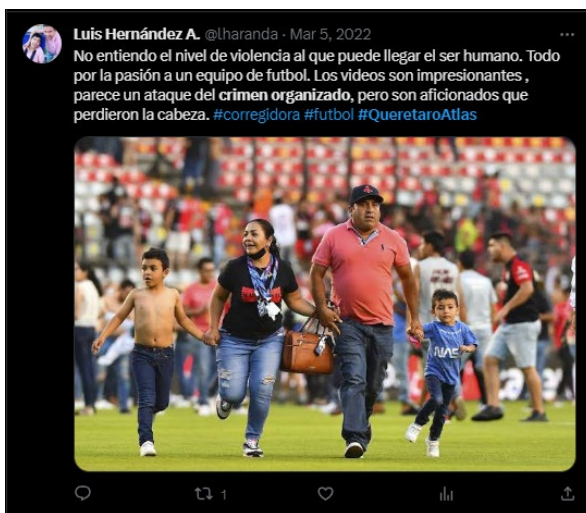 Luis Hernández A. @lharanda · Mar 5, 2022
No entiendo el nivel de violencia al que puede llegar el ser humano. Todo
por la pasión a un equipo de futbol. Los videos son impresionantes ,
parece un ataque del crimen organizado, pero son aficionados que
perdieron la cabeza. #corregidora #futbol #QueretaroAtlas
1